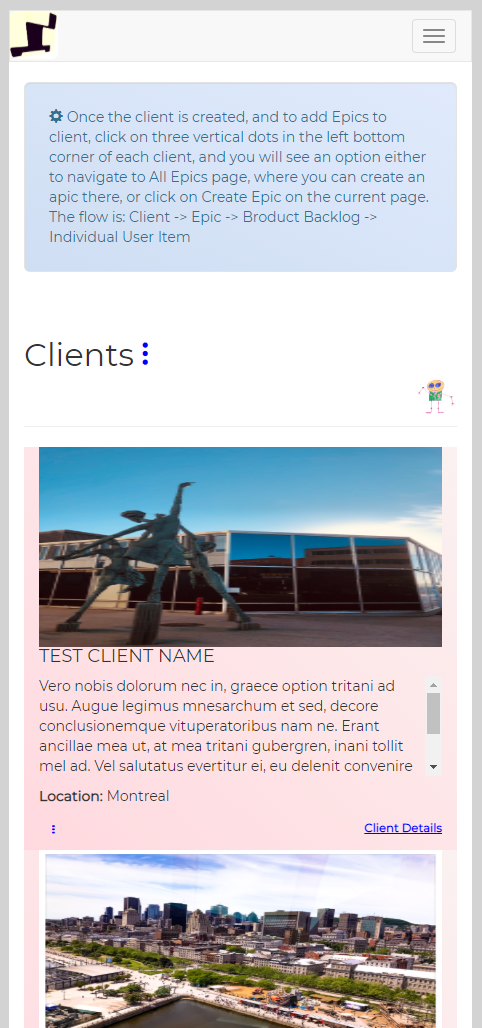 Once the client is created, and to add Epics to
client, click on three vertical dots in the left bottom
corner of each client, and you will see an option either
to navigate to All Epics page, where you can create an
apic there, or click on Create Epic on the current page.
The flow is: Client -> Epic -> Broduct Backlog ->
Individual User Item
Clients
TEST CLIENT NAME
Vero nobis dolorum nec in, graece option tritani ad
usu. Augue legimus mnesarchum et sed, decore
conclusionemque vituperatoribus nam ne. Erant
ancillae mea ut, at mea tritani gubergren, inani tollit
mel ad. Vel salutatus evertitur ei, eu delenit convenire
Location: Montreal
Client Details